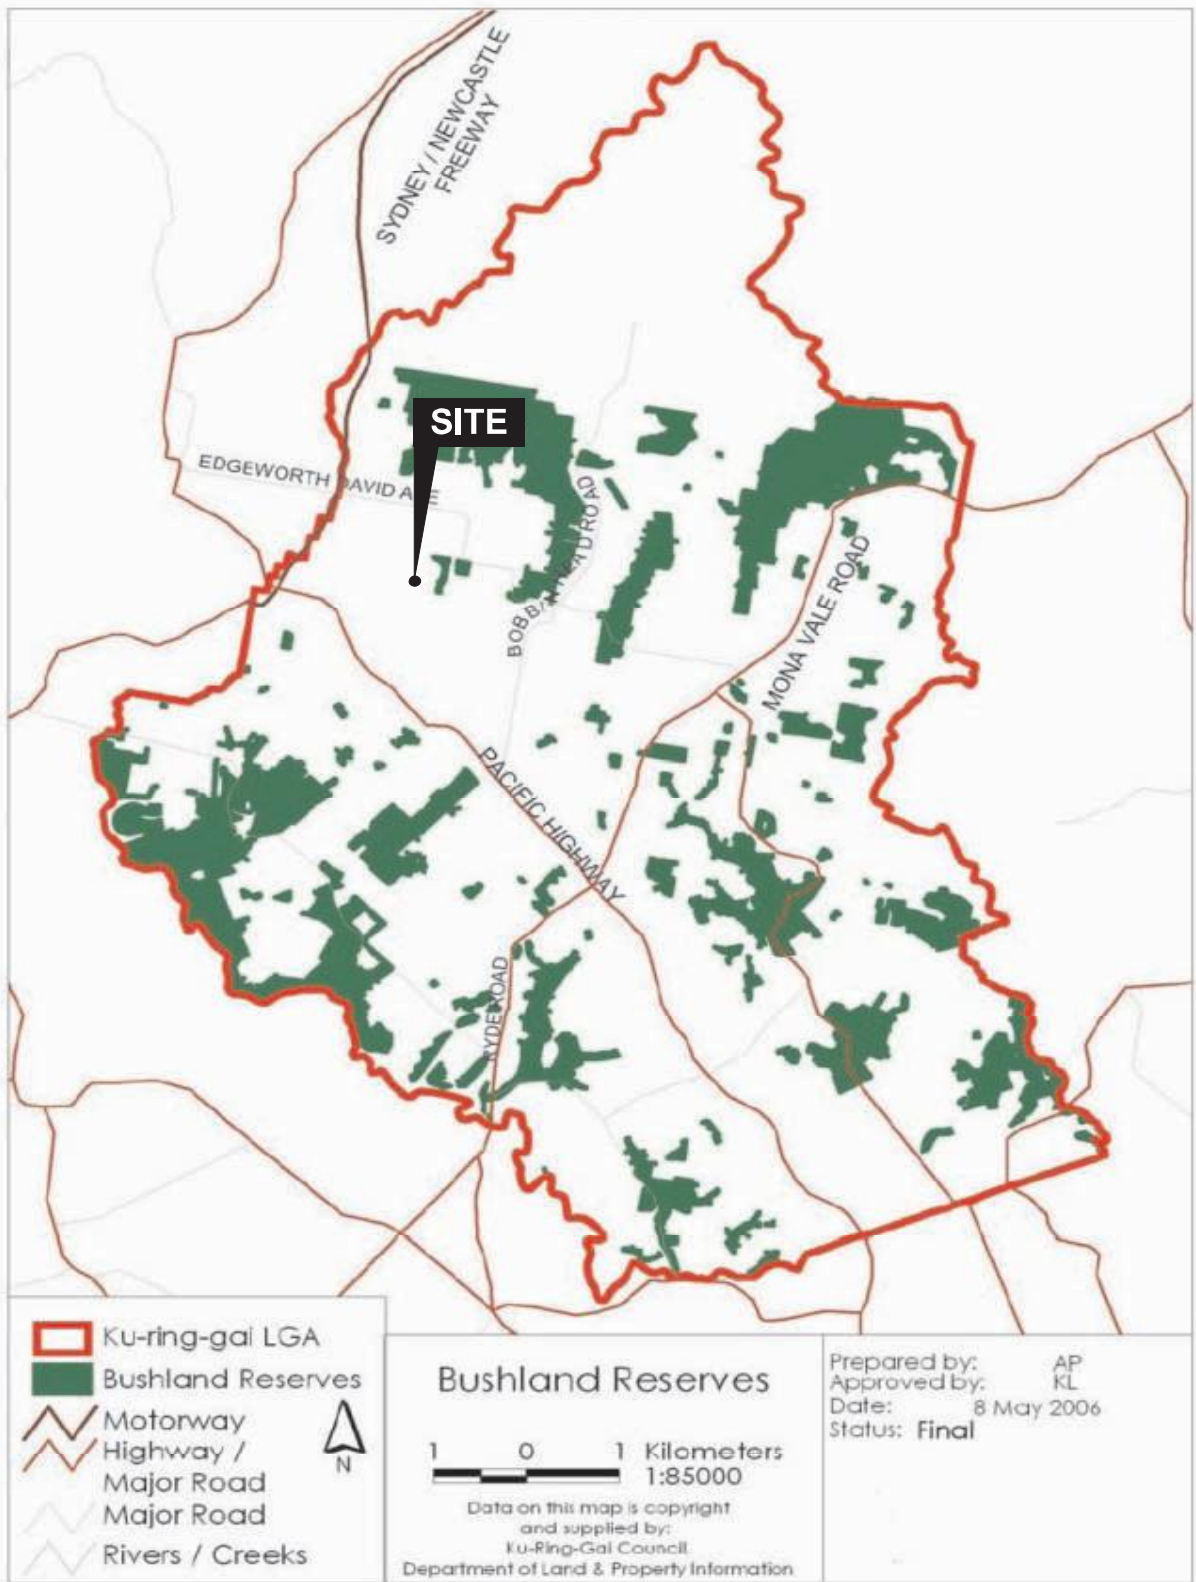 SYDNEY / NEWCASTLE
FREEWAY
SITE
EDGEWORTH DAVID
BOBBIN HEAD ROAD
MONA VALE ROAD
PACIFIC HIGHWAY
RYDE ROAD
Ku-ring-gai LGA
Bushland Reserves
Motorway
Highway /
Major Road
Major Road
Rivers / Creeks
N
Bushland Reserves
1 0 1 Kilometers
1:85000
Data on this map is copyright
and supplied by:
Ku-Ring-Gai Council
Department of Land & Property Information
Prepared by: AP
Approved by: KL
Date: 8 May 2006
Status: Final